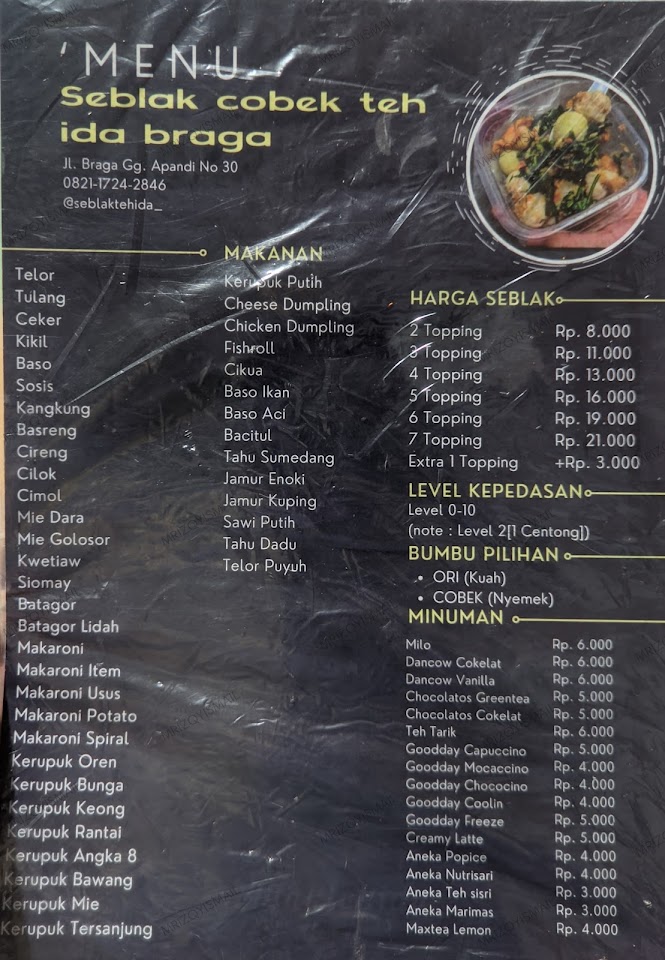 'MENU
Seblak cobek teh
ida braga
Jl. Braga Gg. Apandi No 30
0821-1724-2846
@seblaktehida_
Telor
Tulang
Ceker
Kikil
Baso
Sosis
Kangkung
Basreng
Cireng
Cilok
Cimol
Mie Dara
Mie Golosor
Kwetiaw
Siomay
Batagor
Batagor Lidah
Makaroni
Makaroni Item
Makaroni Usus
Makaroni Potato
Makaroni Spiral
Kerupuk Oren
Kerupuk Bunga
Kerupuk Keong
Kerupuk Rantai
Kerupuk Angka 8
Kerupuk Bawang
Kerupuk Mie
Kerupuk Tersanjung
MAKANAN
Kerupuk Putih
Cheese Dumpling
Chicken Dumpling
Fishroll
Cikua
Baso Ikan
Baso Aci
Bacitul
Tahu Sumedang
Jamur Enoki
Jamur Kuping
Sawi Putih
Tahu Dadu
Telor Puyuh
HARGA SEBLAK
2 Topping Rp. 8.000
3 Topping Rp. 11.000
4 Topping Rp. 13.000
5 Topping Rp. 16.000
6 Topping Rp. 19.000
7 Topping Rp. 21.000
Extra 1 Topping +Rp. 3.000
LEVEL KEPEDASAN
Level 0-10
(note : Level 2[1 Centong])
BUMBU PILIHAN
• ORI (Kuah)
• COBEK (Nyemek)
MINUMAN
Milo Rp. 6.000
Dancow Cokelat Rp. 6.000
Dancow Vanilla Rp. 6.000
Chocolatos Greentea Rp. 5.000
Chocolatos Cokelat Rp. 5.000
Teh Tarik Rp. 6.000
Goodday Capuccino Rp. 5.000
Goodday Mocaccino Rp. 4.000
Goodday Chococino Rp. 4.000
Goodday Coolin Rp. 4.000
Goodday Freeze Rp. 5.000
Creamy Latte Rp. 5.000
Aneka Popice Rp. 4.000
Aneka Nutrisari Rp. 4.000
Aneka Teh sisri Rp. 3.000
Aneka Marimas Rp. 3.000
Maxtea Lemon Rp. 4.000